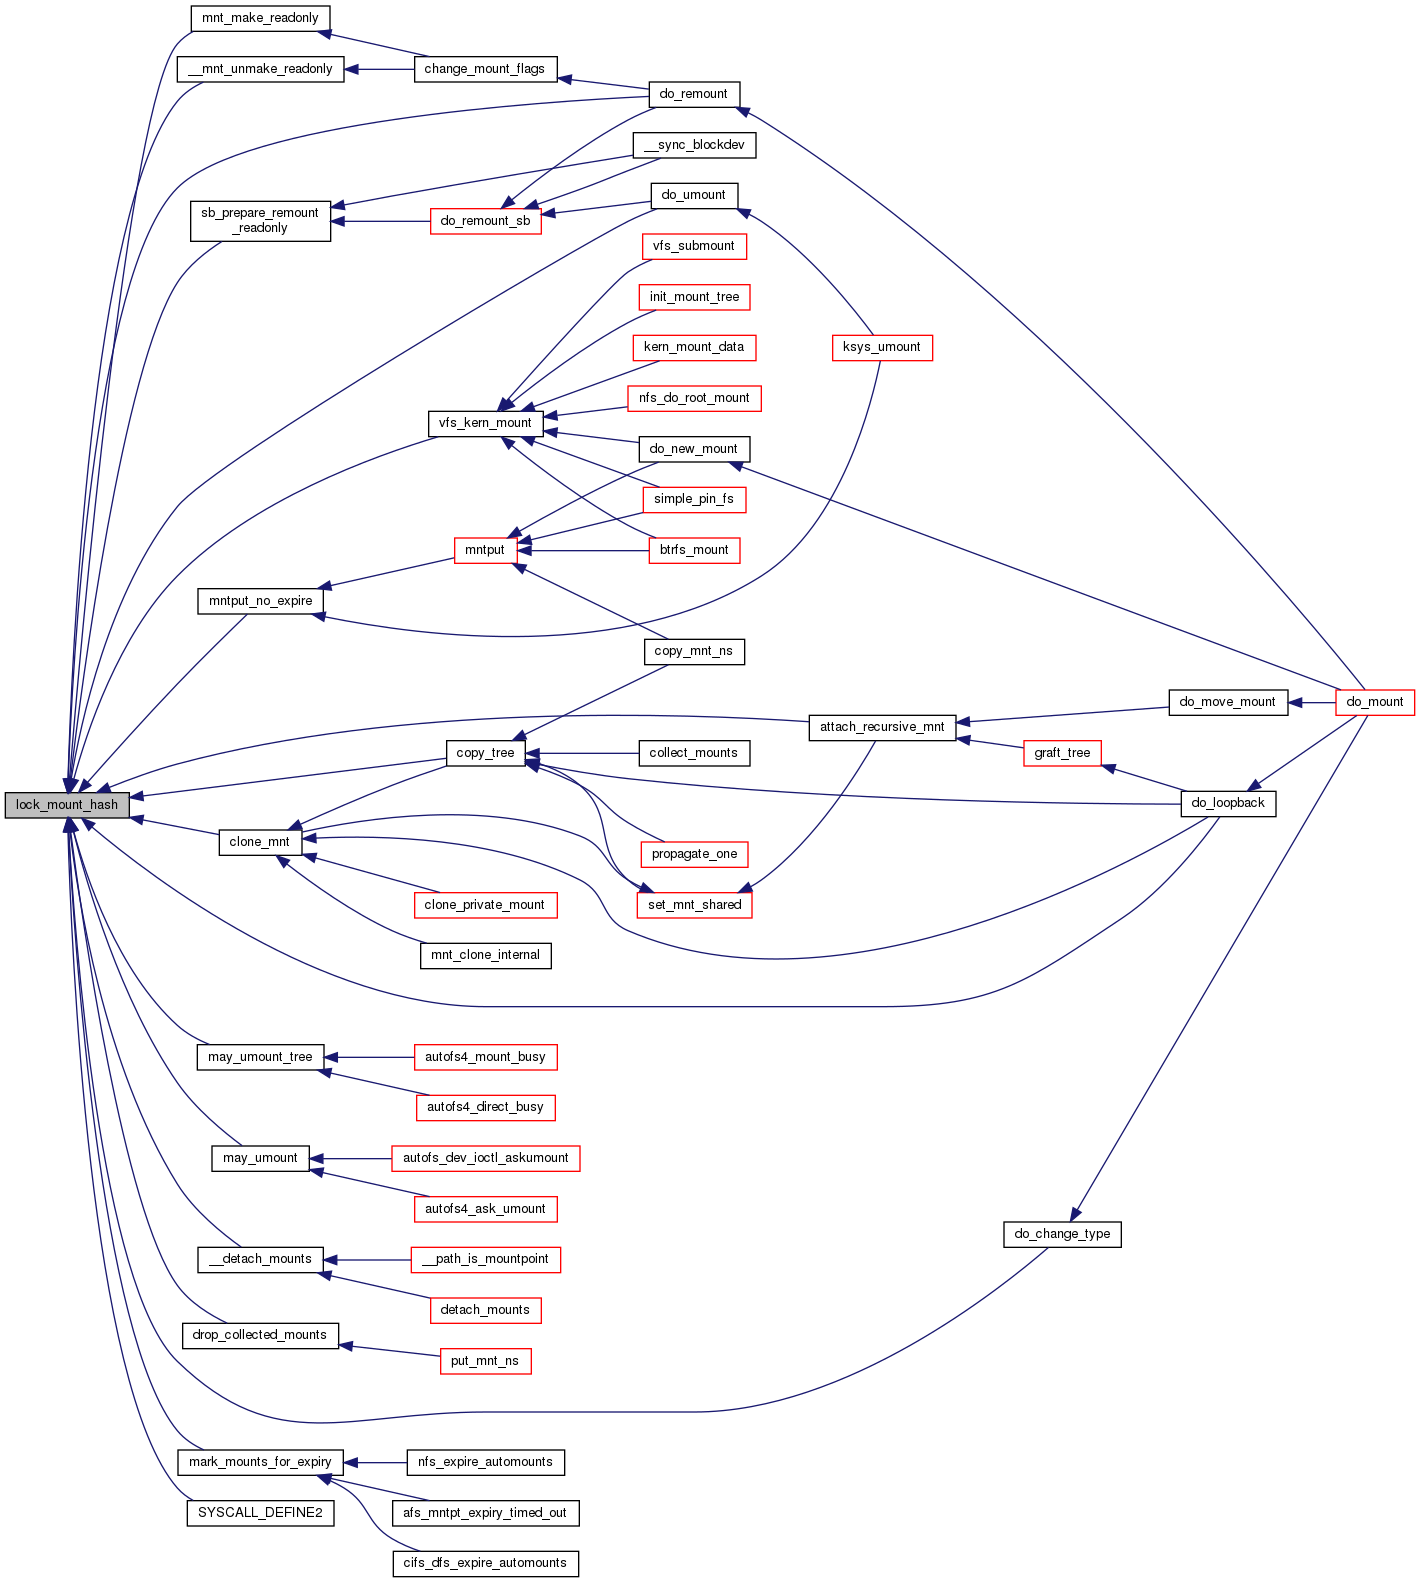 mnt_make_readonly
__mnt_unmake_readonly
change_mount_flags
do_remount
__sync_blockdev
do_umount
sb_prepare_remount
_readonly
do_remount_sb
vfs_submount
init_mount_tree
kern_mount_data
ksys_umount
nfs_do_root_mount
vfs_kern_mount
do_new_mount
simple_pin_fs
mntput
btrfs_mount
mntput_no_expire
copy_mnt_ns
do_move_mount
do_mount
attach_recursive_mnt
copy_tree
collect_mounts
graft_tree
lock_mount_hash
do_loopback
clone_mnt
propagate_one
clone_private_mount
set_mnt_shared
mnt_clone_internal
may_umount_tree
autofs4_mount_busy
autofs4_direct_busy
may_umount
autofs_dev_ioctl_askumount
autofs4_ask_umount
do_change_type
__detach_mounts
__path_is_mountpoint
detach_mounts
drop_collected_mounts
put_mnt_ns
mark_mounts_for_expiry
nfs_expire_automounts
SYSCALL_DEFINE2
afs_mntpt_expiry_timed_out
cifs_dfs_expire_automounts